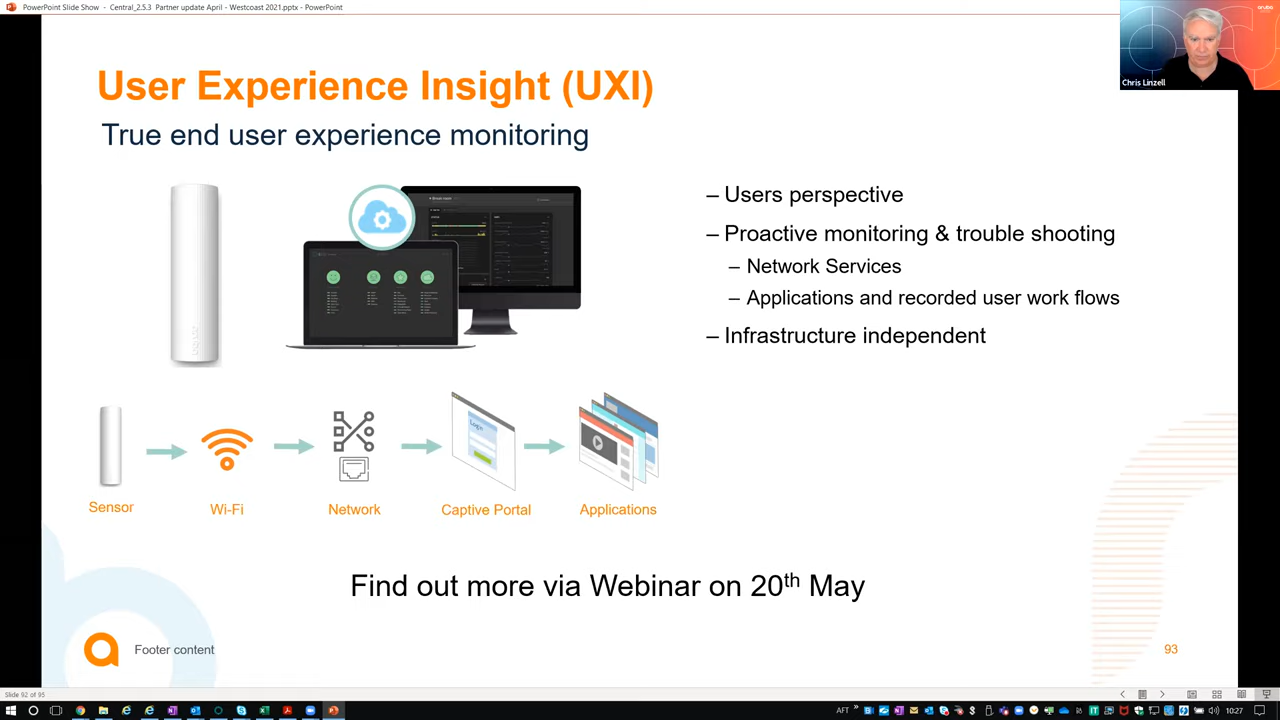 PowerPoint Slide Show - Central_2.5.3 Partner update April - Westcoast 2021.pptx - PowerPoint
aruba
Chris Linzell
User Experience Insight (UXI)
True end user experience monitoring
– Users perspective
– Proactive monitoring & trouble shooting
– Network Services
– Applications and recorded user work flows
– Infrastructure independent
Login
Sensor
Wi-Fi
Network
Captive Portal
Applications
Find out more via Webinar on 20th May
Footer content
93
Slide 92 of 95
AFT
10:27